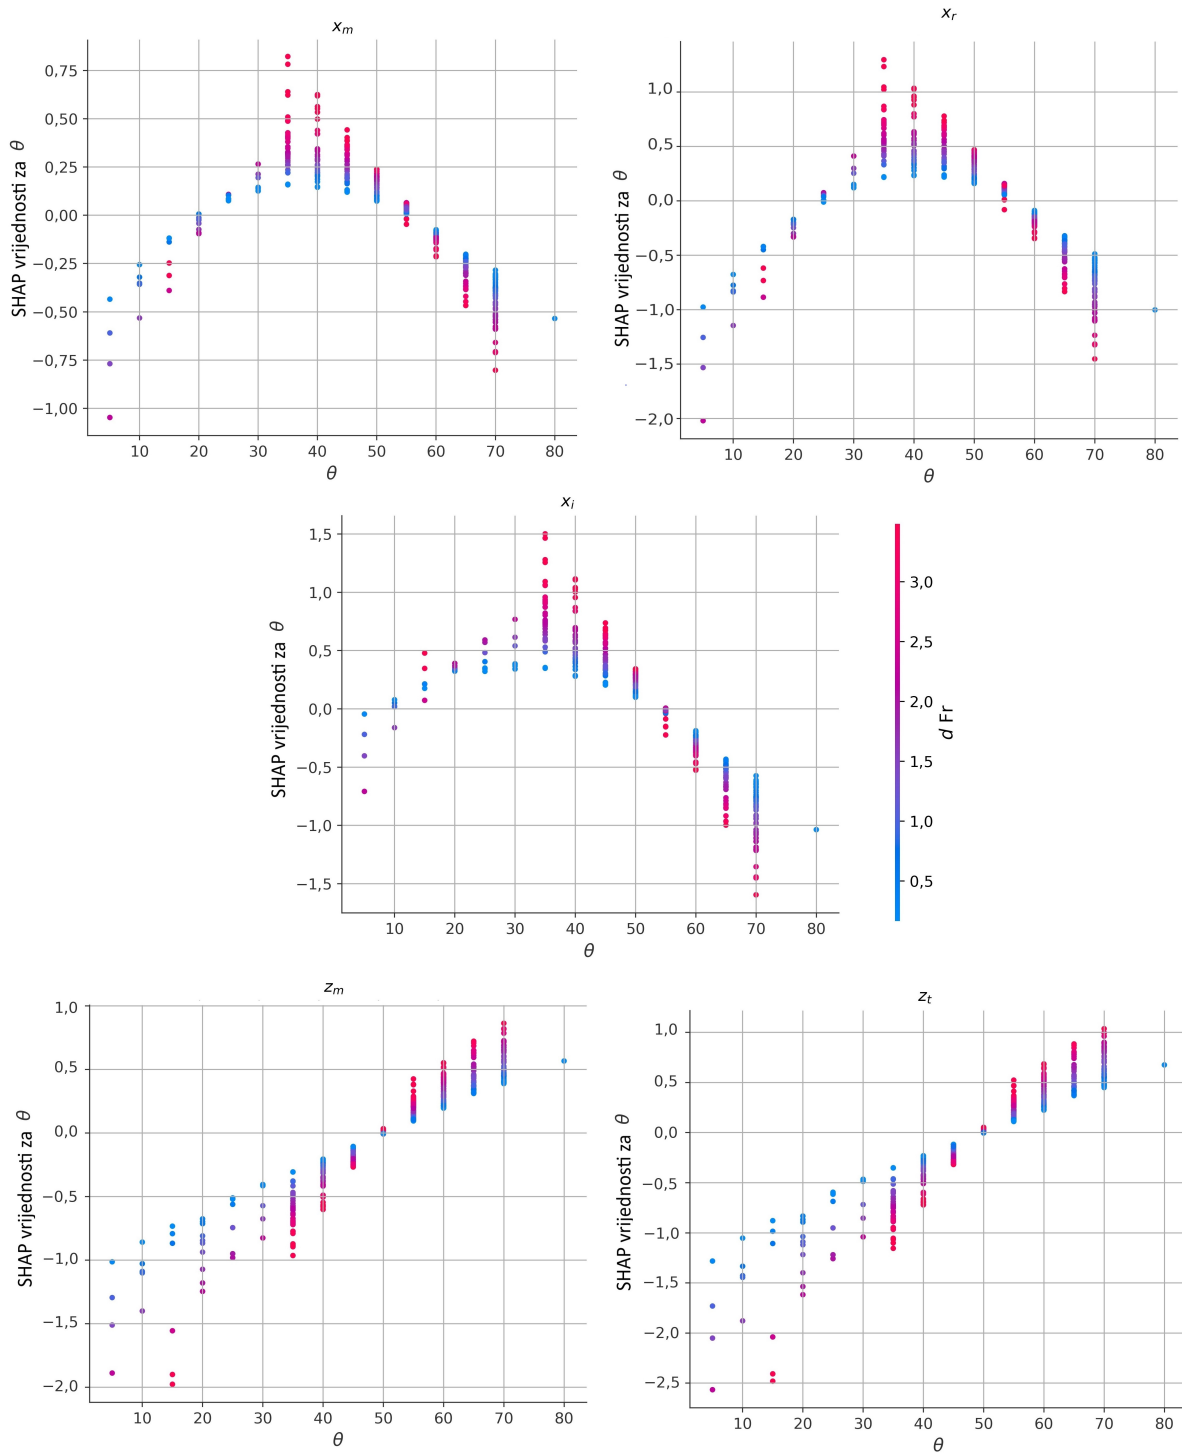 x_m
SHAP vrijednosti za θ
0,75
0,50
0,25
0,00
−0,25
−0,50
−0,75
−1,00
10 20 30 40 50 60 70 80
θ
x_r
SHAP vrijednosti za θ
1,0
0,5
0,0
−0,5
−1,0
−1,5
−2,0
10 20 30 40 50 60 70 80
θ
x_i
SHAP vrijednosti za θ
1,5
1,0
0,5
0,0
−0,5
−1,0
−1,5
10 20 30 40 50 60 70 80
θ
3,0
2,5
2,0
1,5
1,0
0,5
d Fr
z_m
SHAP vrijednosti za θ
1,0
0,5
0,0
−0,5
−1,0
−1,5
−2,0
10 20 30 40 50 60 70 80
θ
z_t
SHAP vrijednosti za θ
1,0
0,5
0,0
−0,5
−1,0
−1,5
−2,0
−2,5
10 20 30 40 50 60 70 80
θ